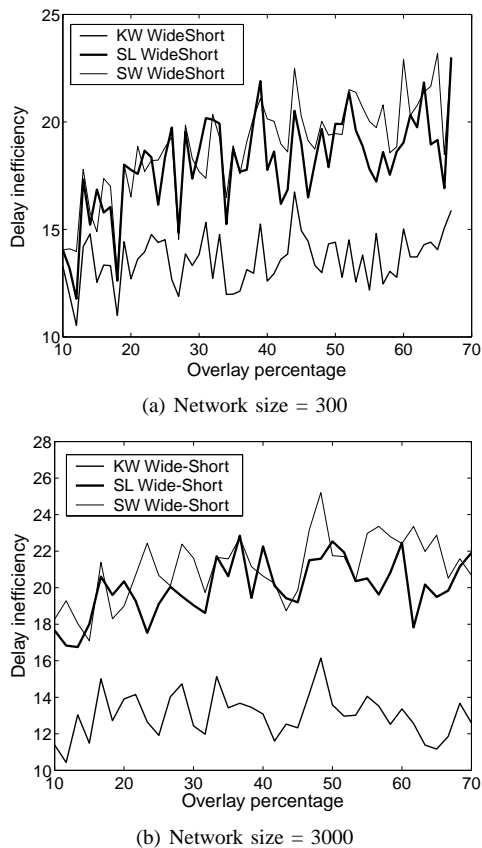 KW WideShort
SL WideShort
SW WideShort
25
20
15
10
Delay inefficiency
10 20 30 40 50 60 70
Overlay percentage
(a) Network size = 300
KW Wide-Short
SL Wide-Short
SW Wide-Short
28
26
24
22
20
18
16
14
12
10
Delay inefficiency
10 20 30 40 50 60 70
Overlay percentage
(b) Network size = 3000